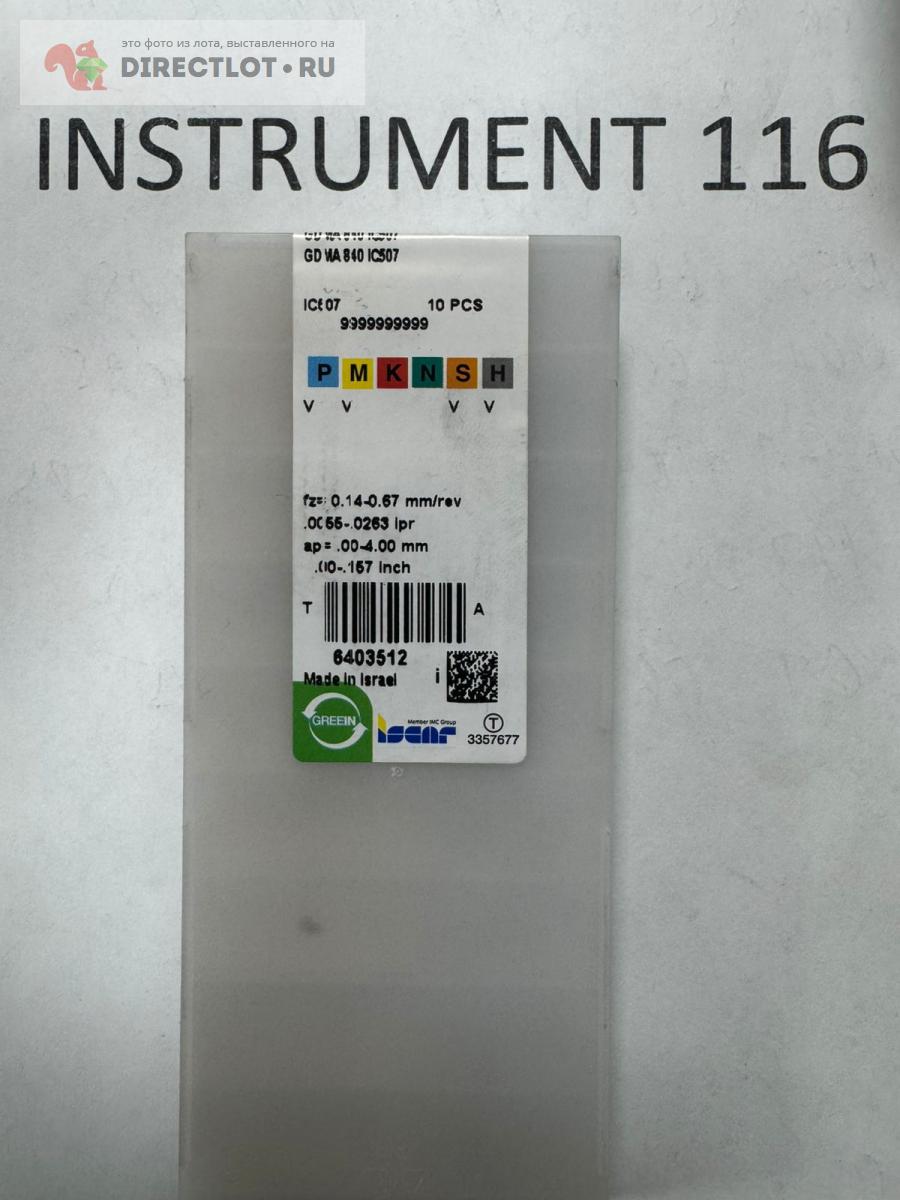 это фото из лота, выставленного на
DIRECTLOT•RU
INSTRUMENT 116
GD WA 840 IC507
IC507 10 PCS
9999999999
P M K N S H
V V V V
fz= 0.14-0.67 mm/rev
.0055-.0263 ipr
ap= .00-4.00 mm
.00-.157 inch
T A
6403512
Made in Israel i
GREEIN
Member IMC Group
iscar
T
3357677